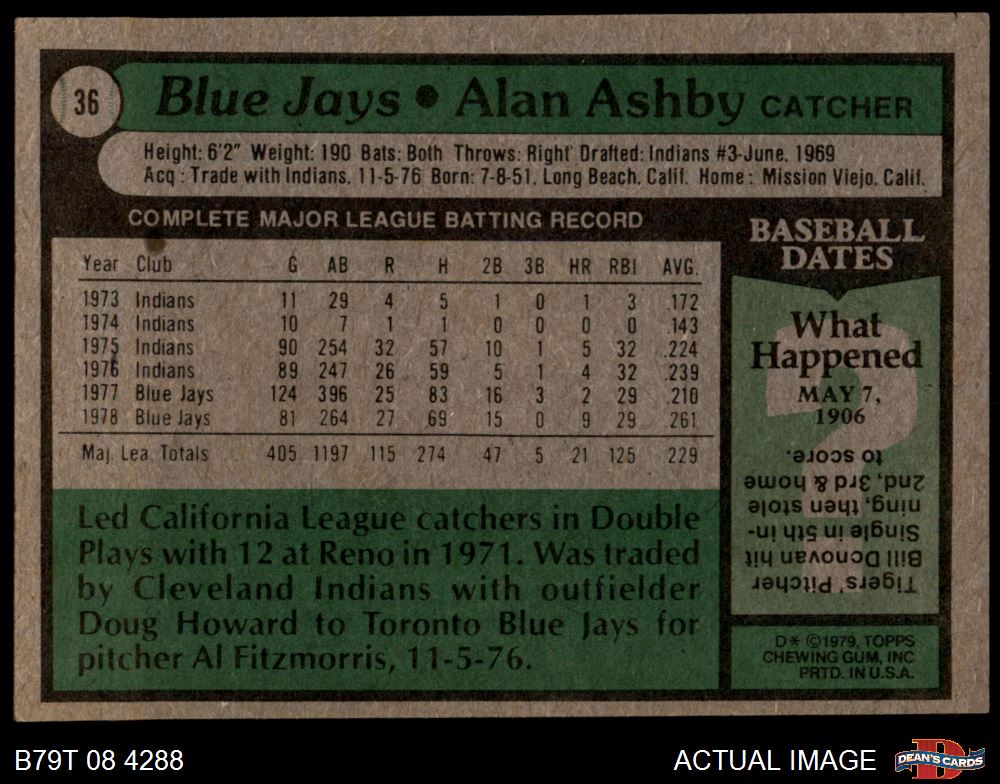 36
Blue Jays • Alan Ashby CATCHER
Height: 6'2" Weight: 190 Bats: Both Throws: Right Drafted: Indians #3-June, 1969
Acq : Trade with Indians, 11-5-76 Born: 7-8-51, Long Beach, Calif. Home : Mission Viejo, Calif.
COMPLETE MAJOR LEAGUE BATTING RECORD
Year Club G AB R H 2B 3B HR RBI AVG.
1973 Indians 11 29 4 5 1 0 1 3 .172
1974 Indians 10 7 1 1 0 0 0 0 .143
1975 Indians 90 254 32 57 10 1 5 32 .224
1976 Indians 89 247 26 59 5 1 4 32 .239
1977 Blue Jays 124 396 25 83 16 3 2 29 .210
1978 Blue Jays 81 264 27 69 15 0 9 29 .261
Maj. Lea. Totals 405 1197 115 274 47 5 21 125 .229
Led California League catchers in Double
Plays with 12 at Reno in 1971. Was traded
by Cleveland Indians with outfielder
Doug Howard to Toronto Blue Jays for
pitcher Al Fitzmorris, 11-5-76.
BASEBALL
DATES
What
Happened
MAY 7,
1906
?
Tigers' Pitcher
Bill Donovan hit
Single in 5th in-
ning, then stole
2nd, 3rd & home
to score.
D* ©1979, TOPPS
CHEWING GUM, INC
PRTD. IN U.S.A.
B79T 08 4288
ACTUAL IMAGE
D
DEAN'S CARDS